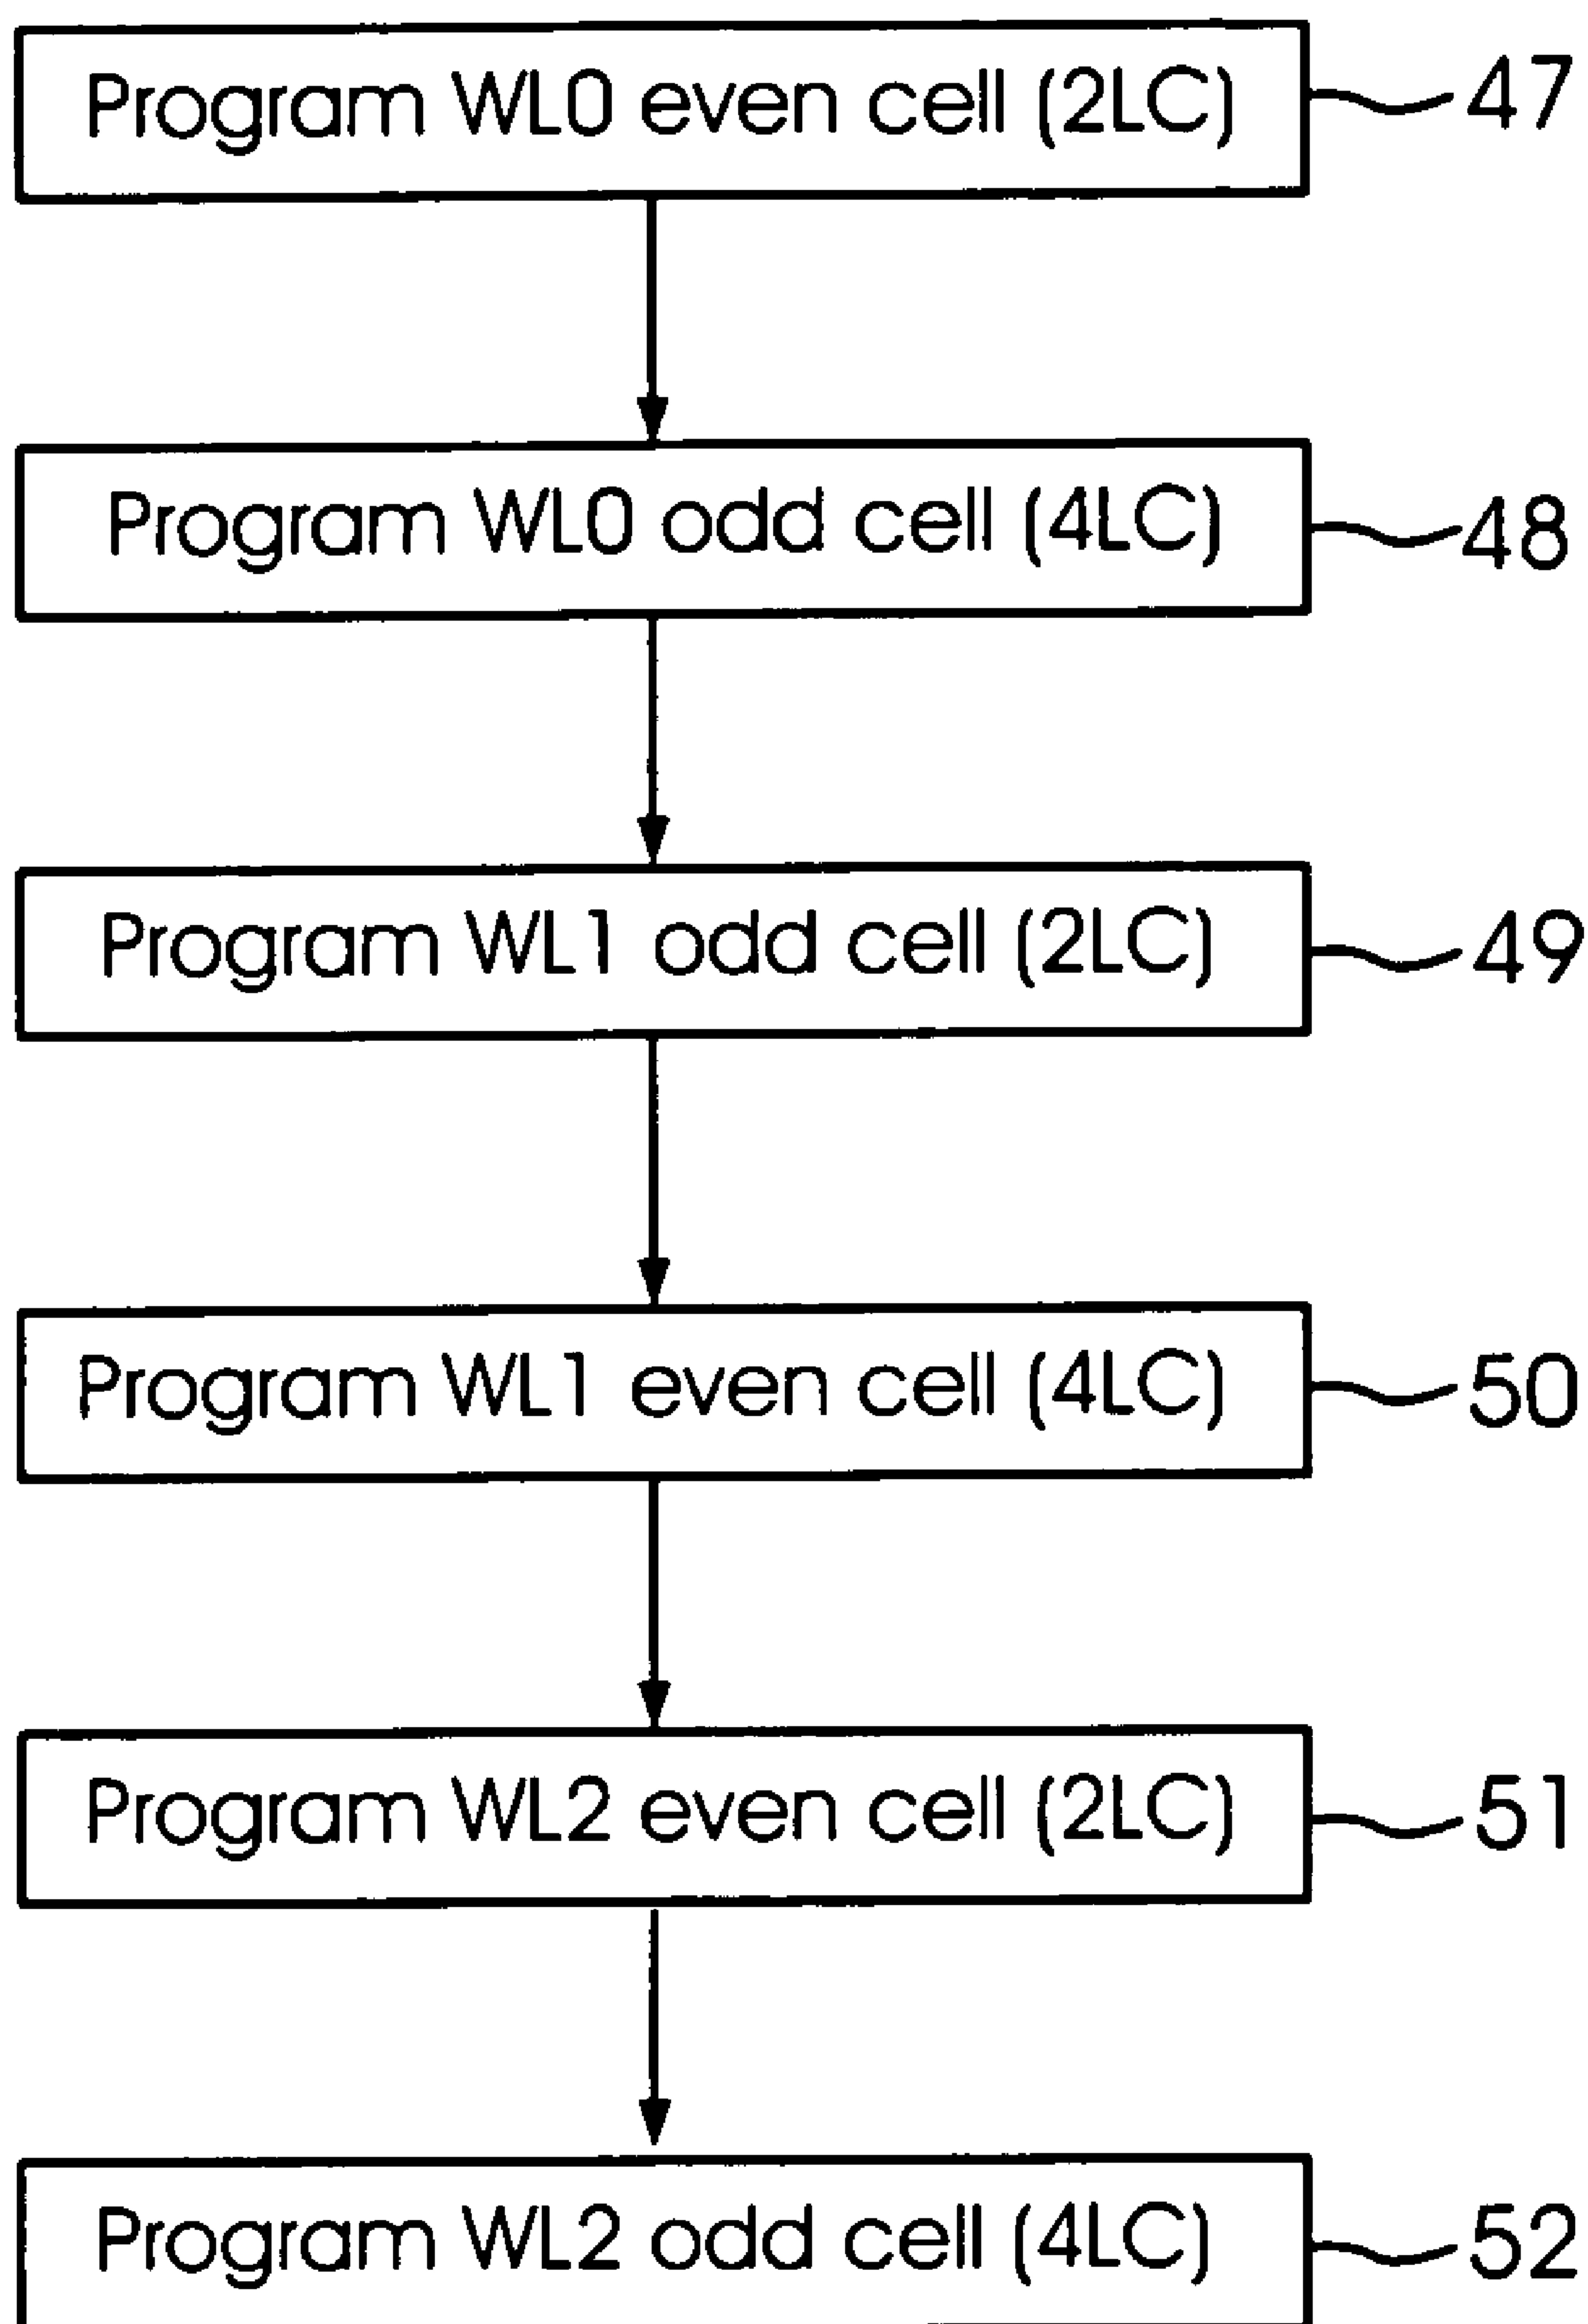 Program WL0 even cell (2LC) 47
Program WL0 odd cell (4LC) 48
Program WL1 odd cell (2LC) 49
Program WL1 even cell (4LC) 50
Program WL2 even cell (2LC) 51
Program WL2 odd cell (4LC) 52